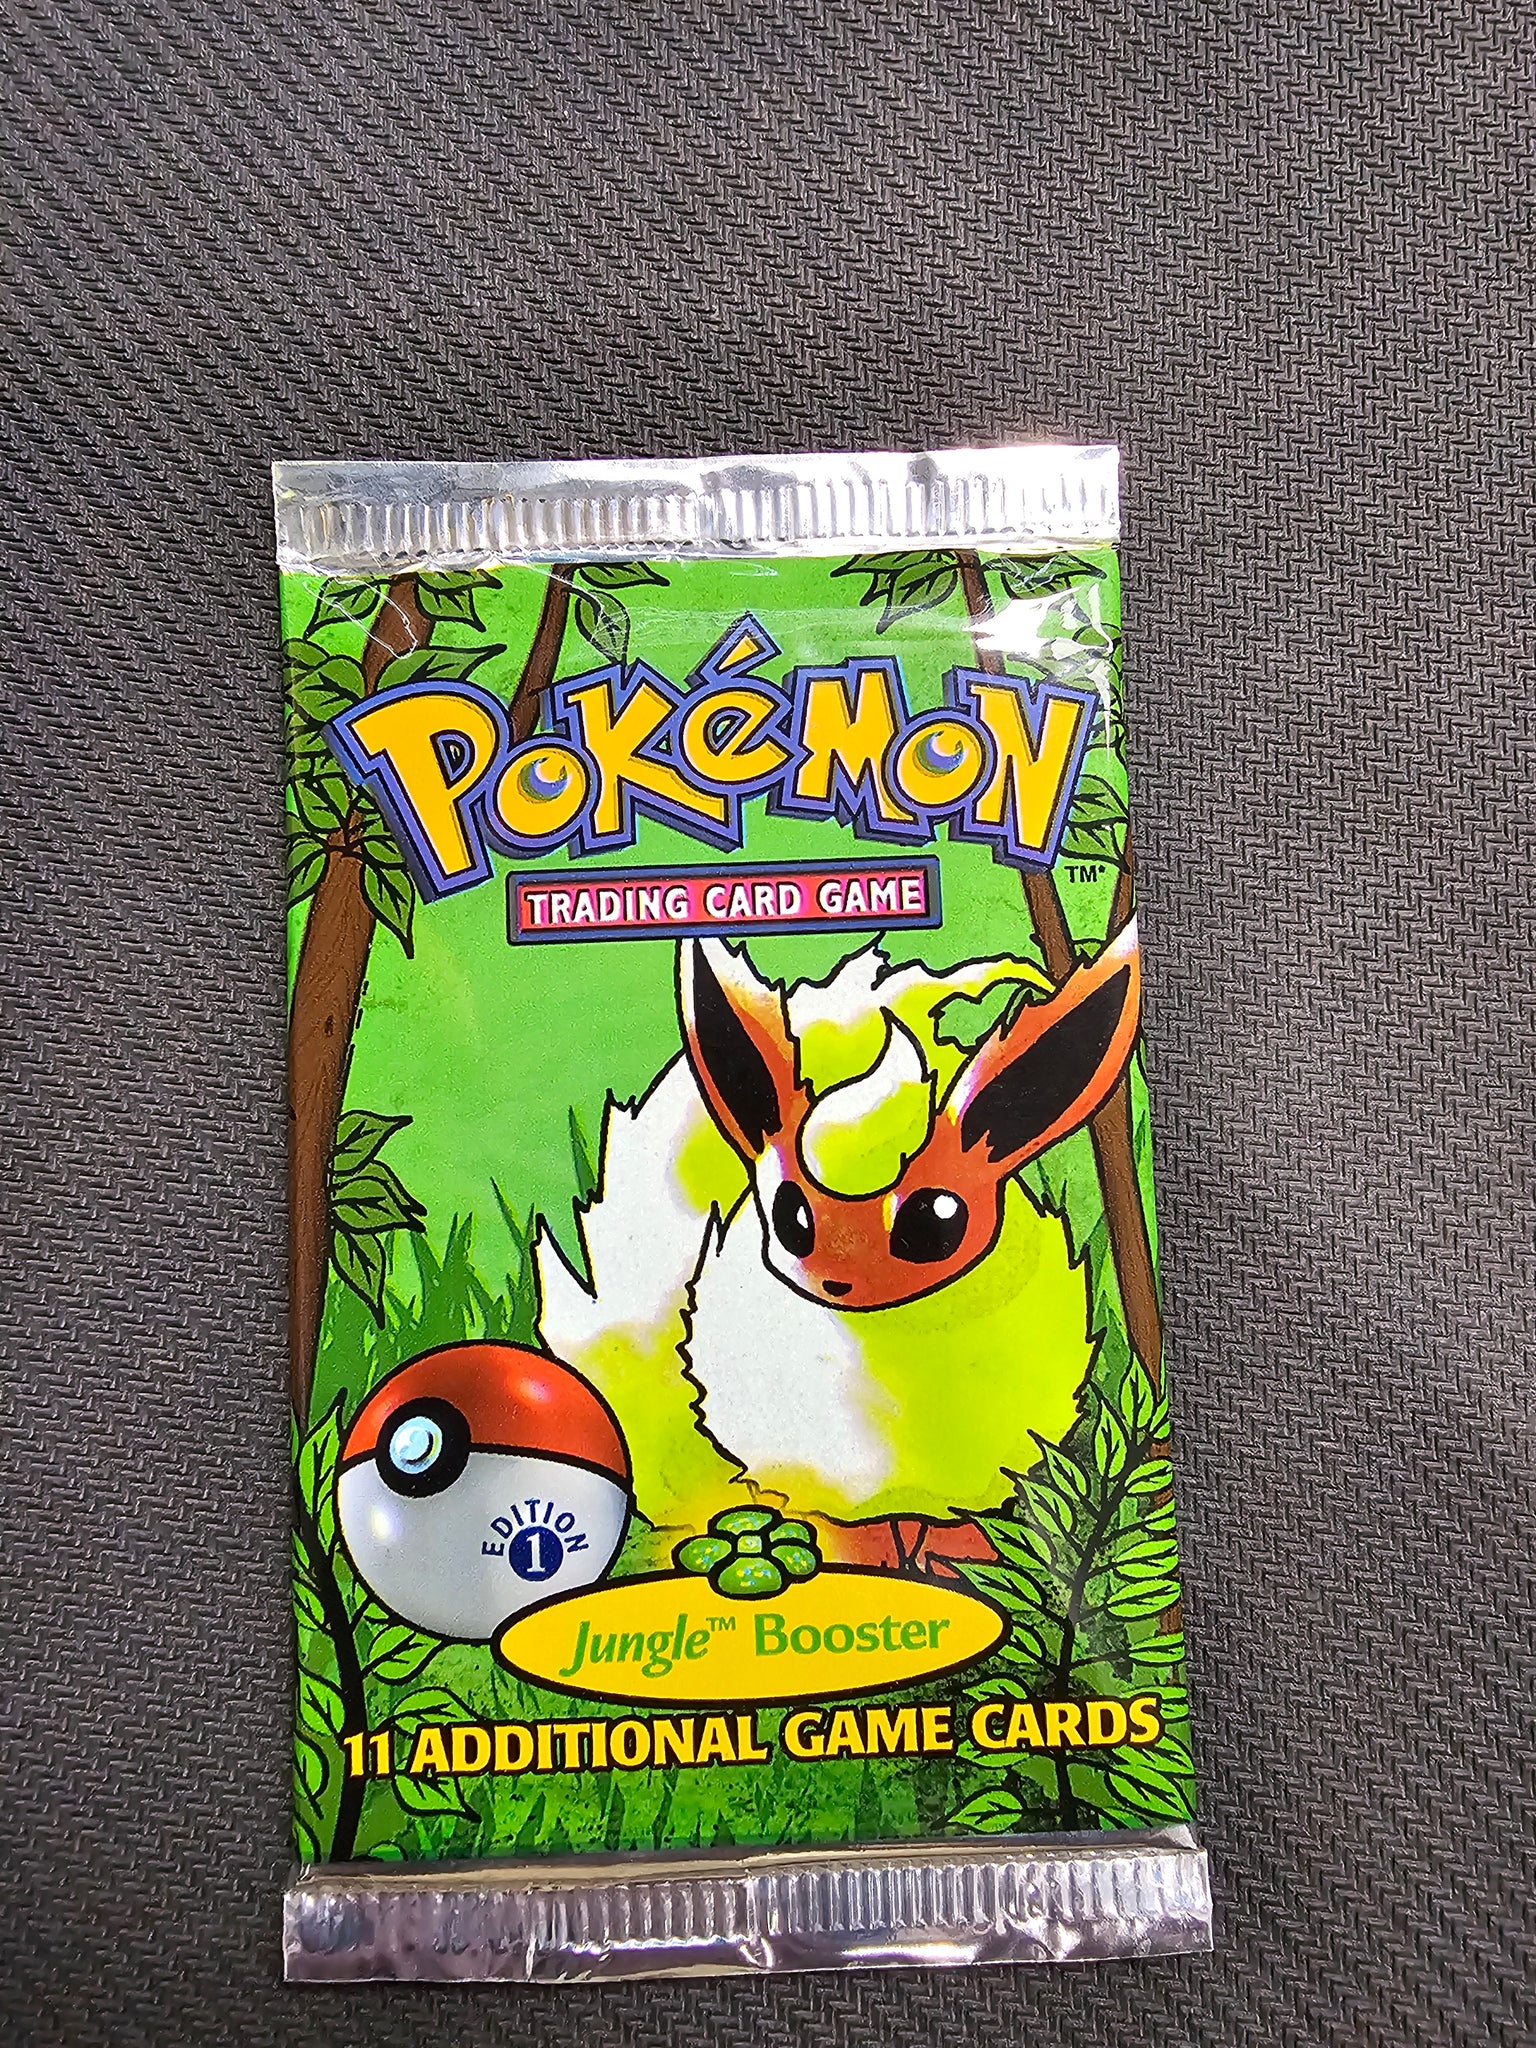 POKéMON
TM*
TRADING CARD GAME
EDITION
1
Jungle™ Booster
11 ADDITIONAL GAME CARDS